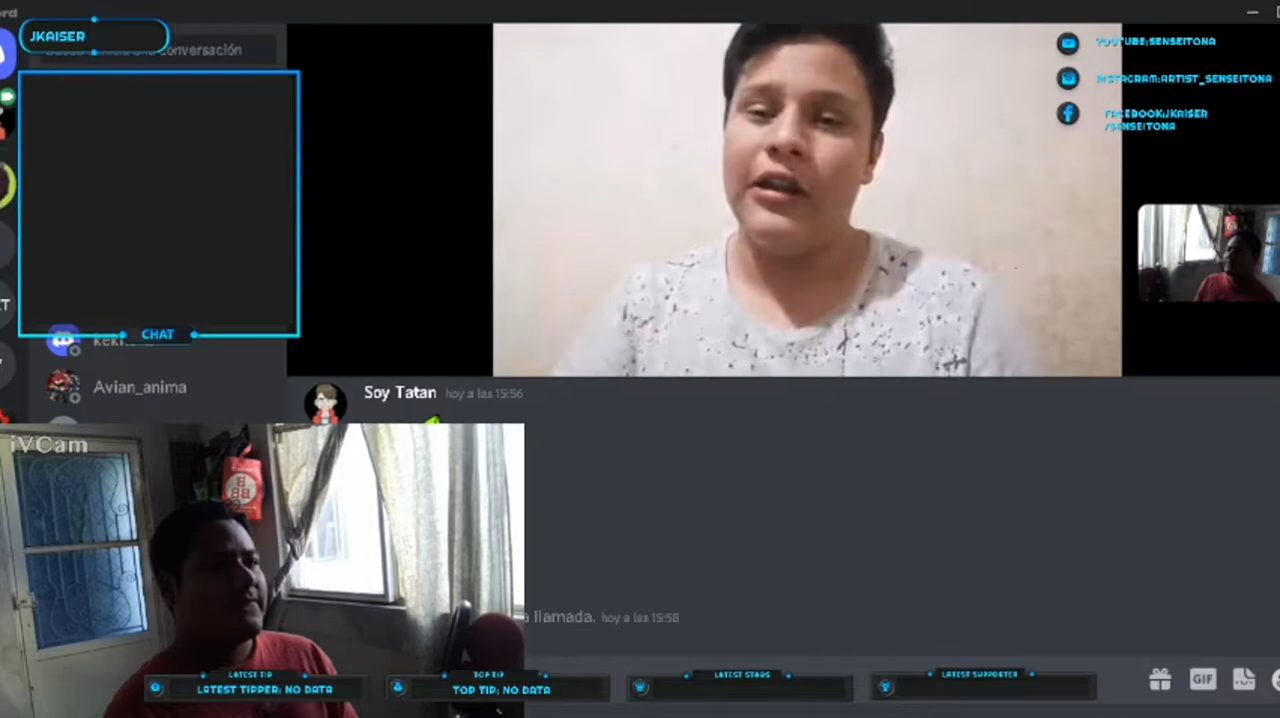 JKAISER
conversación
YOUTUBE;SENSEITONA
INSTAGRAM:ARTIST_SENSEITONA
FACEBOOK:JKAISER
/SENSEITONA
CHAT
Avian_anima
Soy Tatan hoy a las 15:56
iVCam
llamada. hoy a las 15:58
LATEST TIP
LATEST TIPPER: NO DATA
TOP TIP
TOP TIP: NO DATA
LATEST STARS
LATEST SUPPORTER
GIF